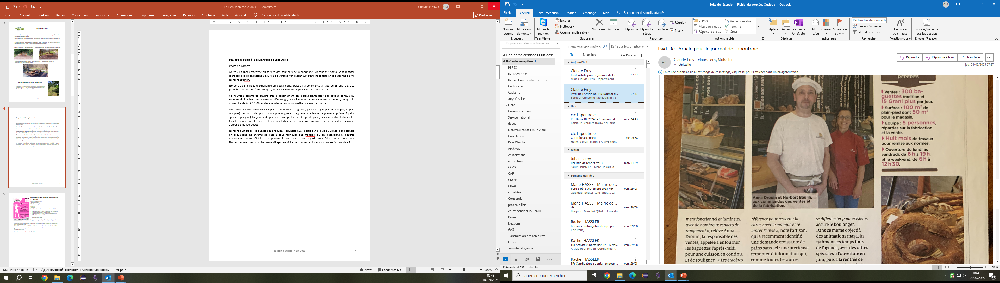 Le Lien septembre 2025 - PowerPoint
Christelle MICLO
CM
Fichier Accueil Insertion Dessin Conception Transitions Animations Diaporama Enregistrer Révision Affichage Aide Acrobat Rechercher des outils adaptés
Partager
3
RÉALISATIONS 2025
4
5
Passage de relais à la boulangerie de Lapoutroie
Photo de Norbert
Après 27 années d'activité au service des habitants de la commune, Vincent et Chantal vont reposer
leurs tabliers. Ils ont attendu pour cela de trouver un repreneur, c'est chose faite en la personne de Mr
Norbert Baumlin.
Norbert a 38 années d'expérience en boulangerie, puisqu'il a commencé à l'âge de 15 ans. C'est sa
première installation à son compte, et la boulangerie s'appellera « Chez Norbert ».
Ce nouveau commerce ouvrira très prochainement ses portes (remplacer par date si connue au
moment de la mise sous presse). Au démarrage, la boulangerie sera ouverte tous les jours, y compris le
dimanche, de 6h à 12h30, et deux vendeuses vous y accueilleront avec le sourire.
On trouvera « chez Norbert » les pains traditionnels (baguette, pain de seigle, pain de campagne, pain
complet) mais aussi des propositions plus originales (baguette alsacienne, baguette au poivre, 3 pains
spéciaux par jour). La gamme de pains sera complétée par des petits pains, des sandwichs et plats salés
(quiche, pizza, pâté lorrain…), et par des tartes sucrées que vous pourrez même déguster sur place,
autour de mange-debout.
Norbert a un credo : la qualité des produits. Il souhaite aussi participer à la vie du village, par exemple
en accueillant les enfants de l'école pour fabriquer des manalas, ou en s'associant à d'autres
évènements. Alors n'hésitez pas pousser la porte de sa boulangerie pour faire connaissance avec
Norbert, et avec ses produits. Notre village sera riche de commerces locaux si nous les faisons vivre !
Bulletin municipal / juin 2025
4
Diapositive 4 de 16
Accessibilité : consultez nos recommandations
Récupéré
Notes
Commentaires
86 %
08:49
04/09/2025
Boîte de réception - Fichier de données Outlook - Outlook
CM
Fichier Accueil Envoi/réception Dossier Affichage Aide Rechercher des outils adaptés
Nouveau courrier
Nouveaux éléments
Nouveau
Nouvelle réunion
TeamViewer
Ignorer
Nettoyer
Courrier indésirable
Supprimer Archiver
Supprimer
Répondre
Répondre à tous
Transférer
Réunion
Plus
Répondre
PERSO
Message d'équi...
Répondre et su...
Au responsable
Terminé
Créer
Actions rapides
Déplacer
Règles
Envoyer à OneNote
Déplacer
Non lu/Lu
Classer
Assurer un suivi
Indicateurs
Rechercher des contacts
Carnet d'adresses
Filtre de courrier
Rechercher
Lecture à voix haute
Fonction vocale
Envoyer/Recevoir tous les dossiers
Envoyer/Recevoir
Déplacez vos dossiers Favoris ici
Fichier de données Outlook
Boîte de réception 1
PERSO
INTRAMUROS
Déclaration meublé tourisme
Certinomis
Cadastre
Jury d'assises
Fibre
Communication
Service national
décès
Nouveau conseil municipal
Conciliateur
Pays Welche
Archives
Associations
attestation bus
CCAS
CAF
CDG68
CIGAC
cimetière
Concordia
prochain lien
correspondant journaux
Divers
Elections
GAS
Transmission des actes Préf
Hisler
Journée citoyenne
Rechercher dans Boîte
Boîte aux lettres actuelle
Tous Non lus
Par Date
Aujourd'hui
Claude Erny
Fwd: Article pour le journal de La...
07:37
Mme Claude ERNY Département
Claude Erny
Fwd: Re : Article pour le journal d...
07:37
Bonjour Christelle Me Baumlin (le
Hier
ctc Lapoutroie
Re: Devis 10625240 - Commune d...
mer. 14:43
Bonjour, Veuillez trouver ci-joint,
ctc Lapoutroie
Contrôle ascenseur
mer. 6:58
Hello, demain matin, l'APAVE vient
Mardi
Julien Leroy
Re: Dde de rendez-vous
mar. 11:29
Salut Christelle, Merci, je vais la
Semaine dernière
Marie HASSE - Mairie de ...
pense-bête septembre 2025 MH
ven. 29/08
Quelques petites consignes.... La
Marie HASSE - Mairie de ...
clé
ven. 29/08
Bonjour, Mme JACQUAT – 1 rue du
Rachel HASSLER
horaires prolongation temps part...
ven. 29/08
Christelle,
Rachel HASSLER
TR: Activités Sports Nature - Terrai...
ven. 29/08
Article pour le Lien Cordialement,
Rachel HASSLER
TR: Candidature spontanée pour ...
ven. 29/08
Fwd: Re : Article pour le journal de Lapoutroie
EC
Claude Erny <claude.erny@uha.fr>
À christelle
Répondre
Répondre à tous
Transférer
jeu. 04/09/2025 07:37
En cas de problème lié à l'affichage de ce message, cliquez ici pour l'afficher dans un navigateur web.
REPÈRES
Ventes : 300 ba-
guettes tradition et
15 Grani plus par jour.
Surface : 100 m² de
plain-pied dont 50 m²
pour le magasin.
Equipe : 5 personnes,
réparties sur la fabrication
et la vente.
Huit mois de travaux
pour remise aux normes.
Ouverture du lundi au
vendredi, de 6 h à 19 h,
et le week-end, de 6 h à
12 h 30.
Anna Drouin et Norbert Baulin,
aux commandes des ventes et
de la fabrication.
ment fonctionnel et lumineux,
avec de nombreux espaces de
rangement », relève Anna
Drouin, la responsable des
ventes, appelée à enfourner
les baguettes l'après-midi
pour une cuisson en continu.
Et de souligner : « Les étagères
référence pour resserrer la
carte, créer le manque et re-
lancer l'envie », note l'artisan,
qui a récemment identifié
une demande croissante de
pains sans sel : une précieuse
remontée d'information qui,
comme toutes les autres,
se différencier pour exister »,
assure le boulanger.
Dans ce même objectif,
des animations magasin
rythment les temps forts
de l'agenda, avec des offres
spéciales à l'ouverture en
juin, puis à la rentrée de
Éléments : 4 832 Non lu : 1
100 %
Taper ici pour rechercher
08:49
04/09/2025
13